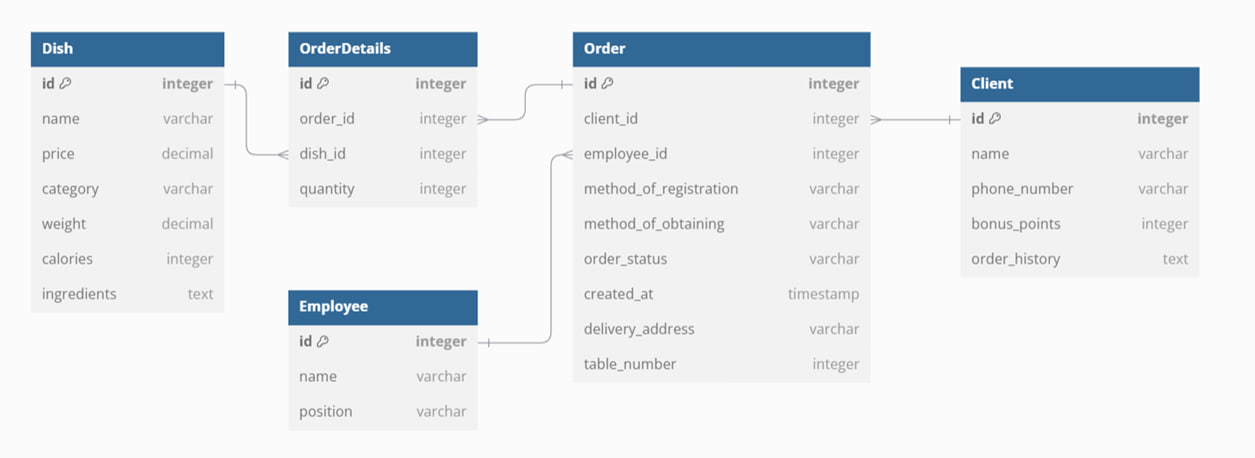 Dish
id integer
name varchar
price decimal
category varchar
weight decimal
calories integer
ingredients text
OrderDetails
id integer
order_id integer
dish_id integer
quantity integer
Employee
id integer
name varchar
position varchar
Order
id integer
client_id integer
employee_id integer
method_of_registration varchar
method_of_obtaining varchar
order_status varchar
created_at timestamp
delivery_address varchar
table_number integer
Client
id integer
name varchar
phone_number varchar
bonus_points integer
order_history text